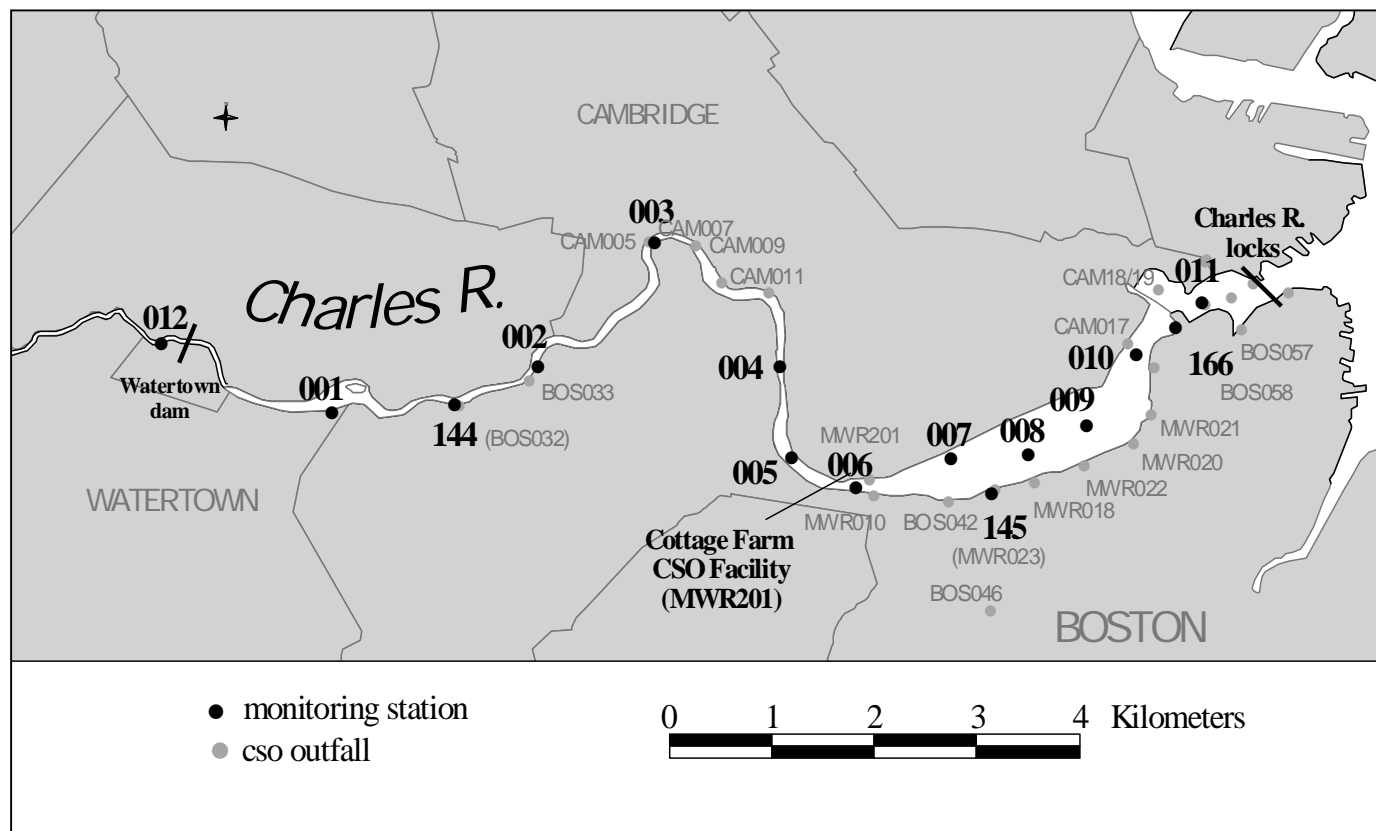 CAMBRIDGE
003
CAM005
CAM007
CAM009
CAM011
Charles R.
locks
011
CAM18/19
Charles R.
012
002
CAM017
010
166
BOS057
BOS058
Watertown
dam
001
BOS033
004
009
144 (BOS032)
MWR201
007
008
MWR021
005
006
MWR020
MWR022
WATERTOWN
MWR010
BOS042
MWR018
145
(MWR023)
Cottage Farm
CSO Facility
(MWR201)
BOS046
BOSTON
monitoring station
cso outfall
0 1 2 3 4 Kilometers